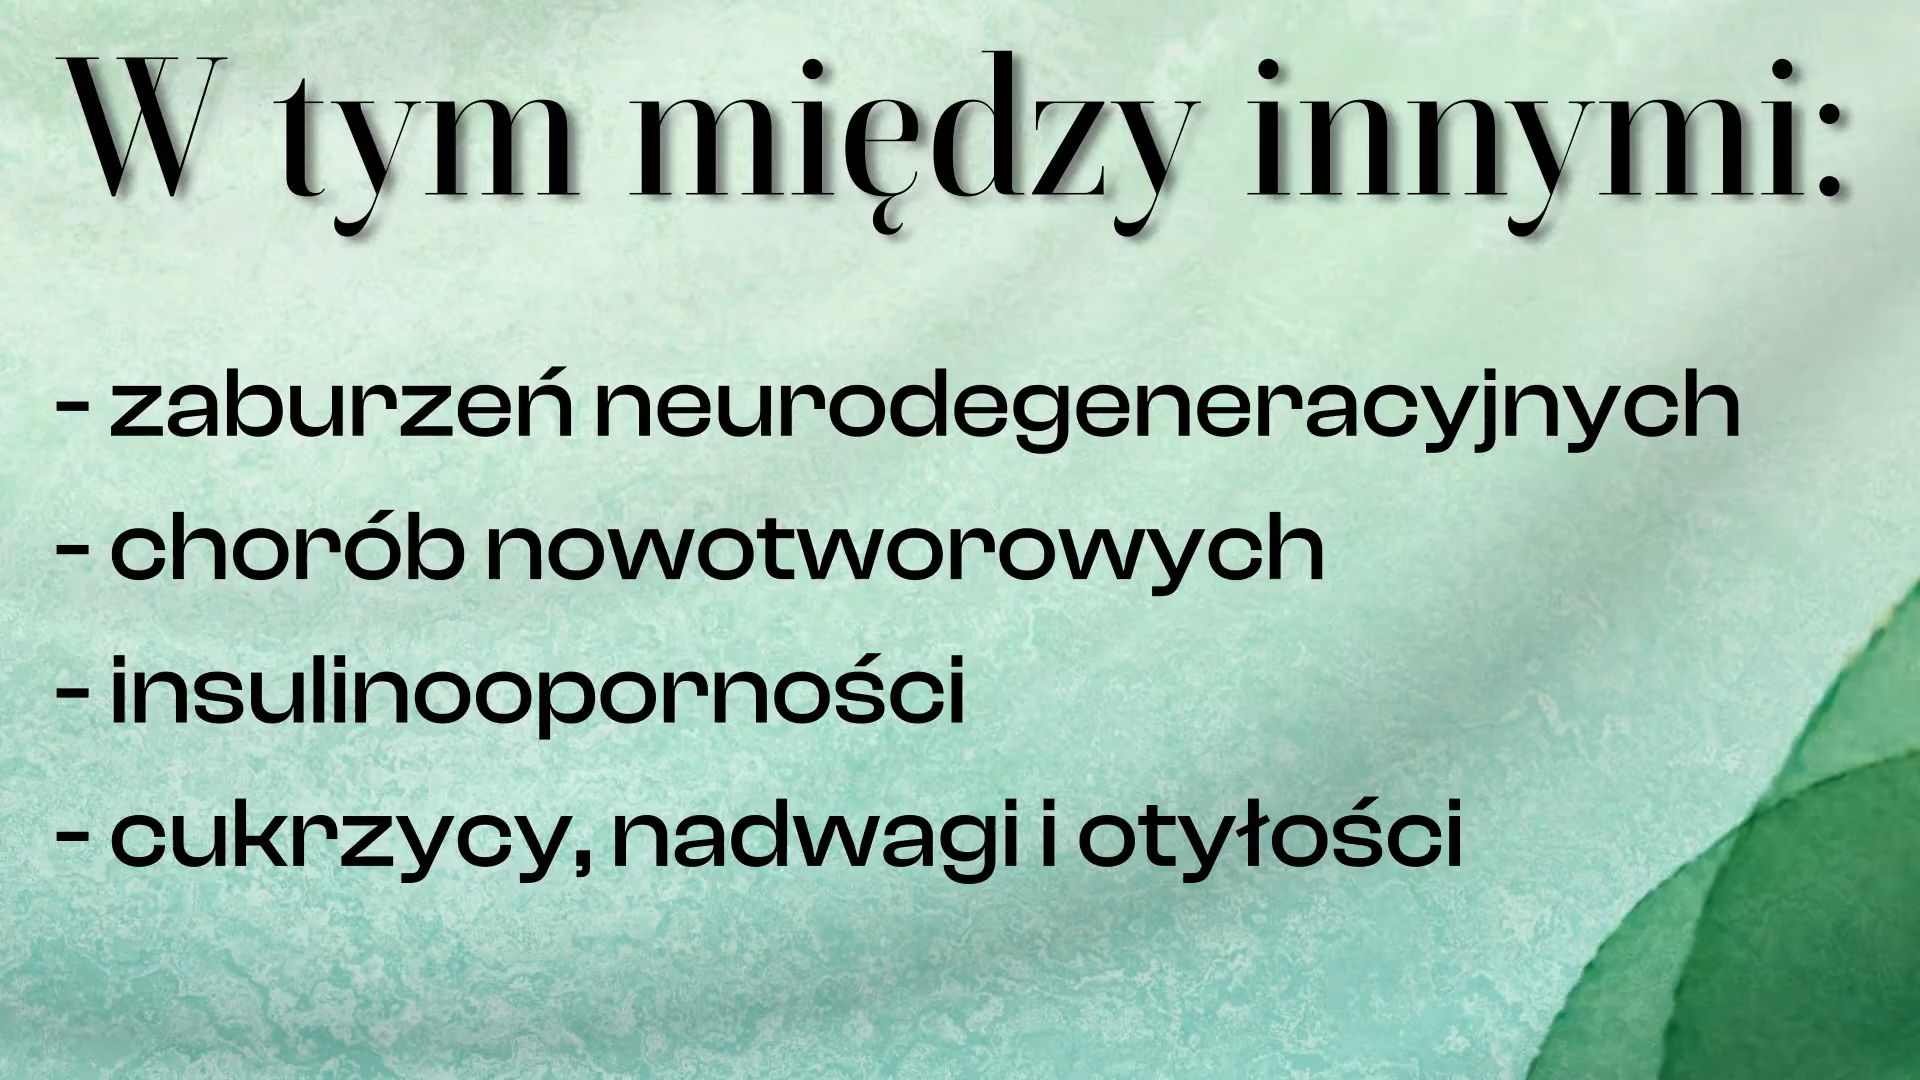 W tym między innymi:
- zaburzeń neurodegeneracyjnych
- chorób nowotworowych
- insulinooporności
- cukrzycy, nadwagi i otyłości